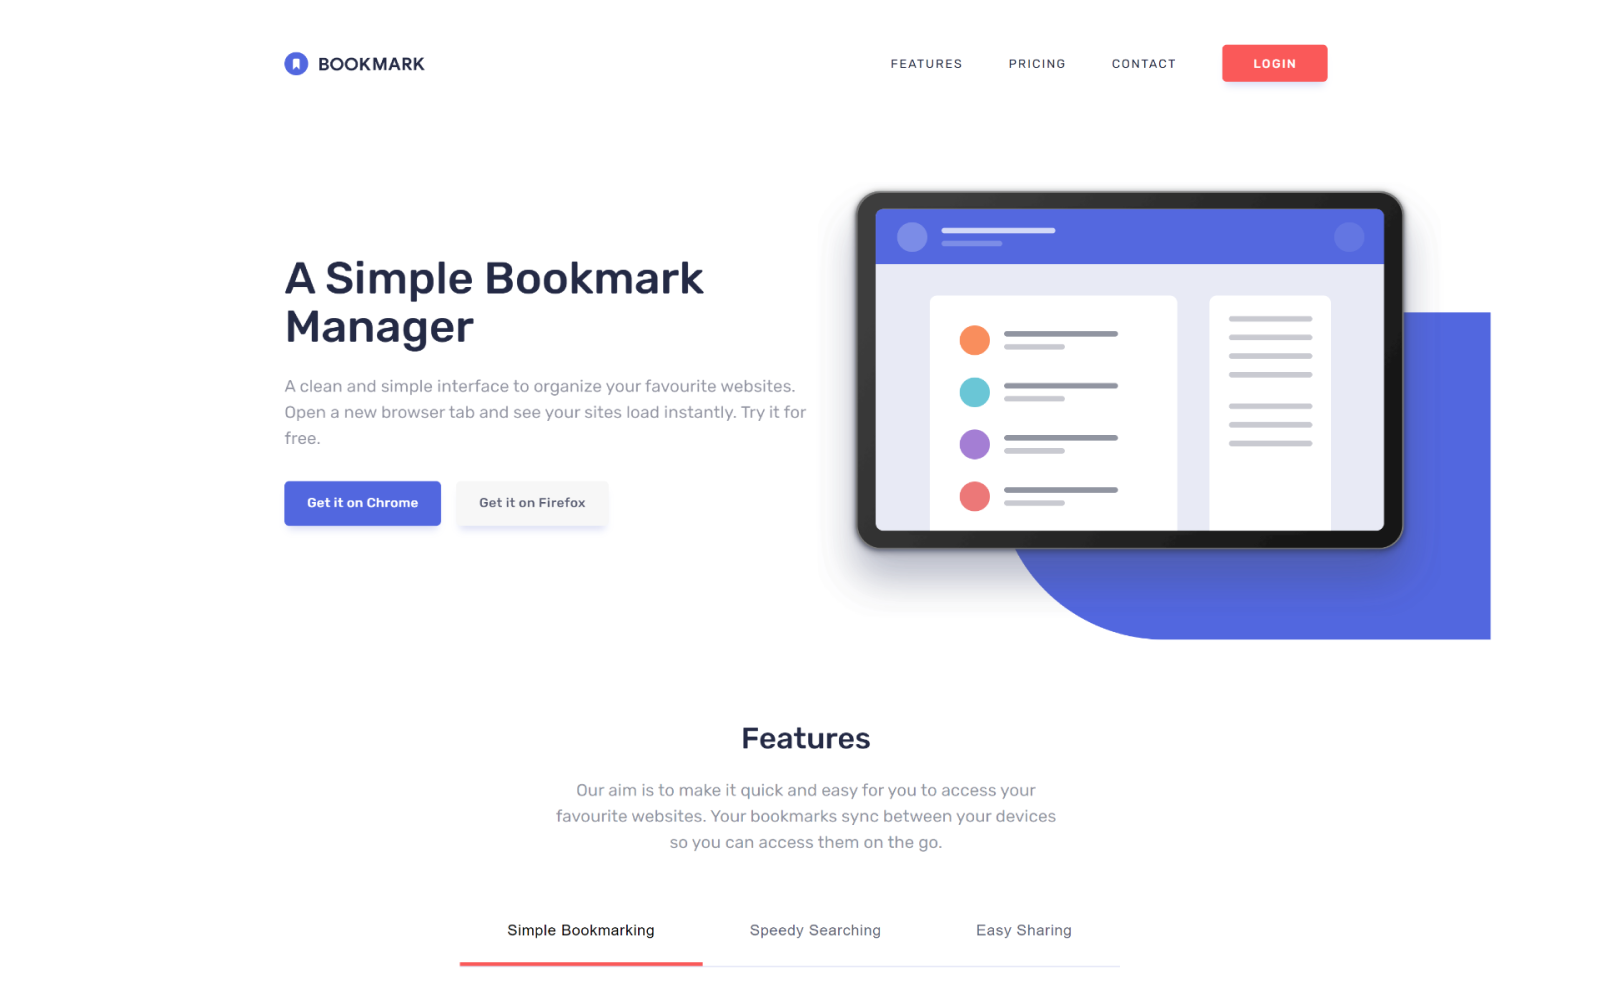 BOOKMARK
FEATURES
PRICING
CONTACT
LOGIN
A Simple Bookmark
Manager
A clean and simple interface to organize your favourite websites.
Open a new browser tab and see your sites load instantly. Try it for
free.
Get it on Chrome
Get it on Firefox
Features
Our aim is to make it quick and easy for you to access your
favourite websites. Your bookmarks sync between your devices
so you can access them on the go.
Simple Bookmarking
Speedy Searching
Easy Sharing